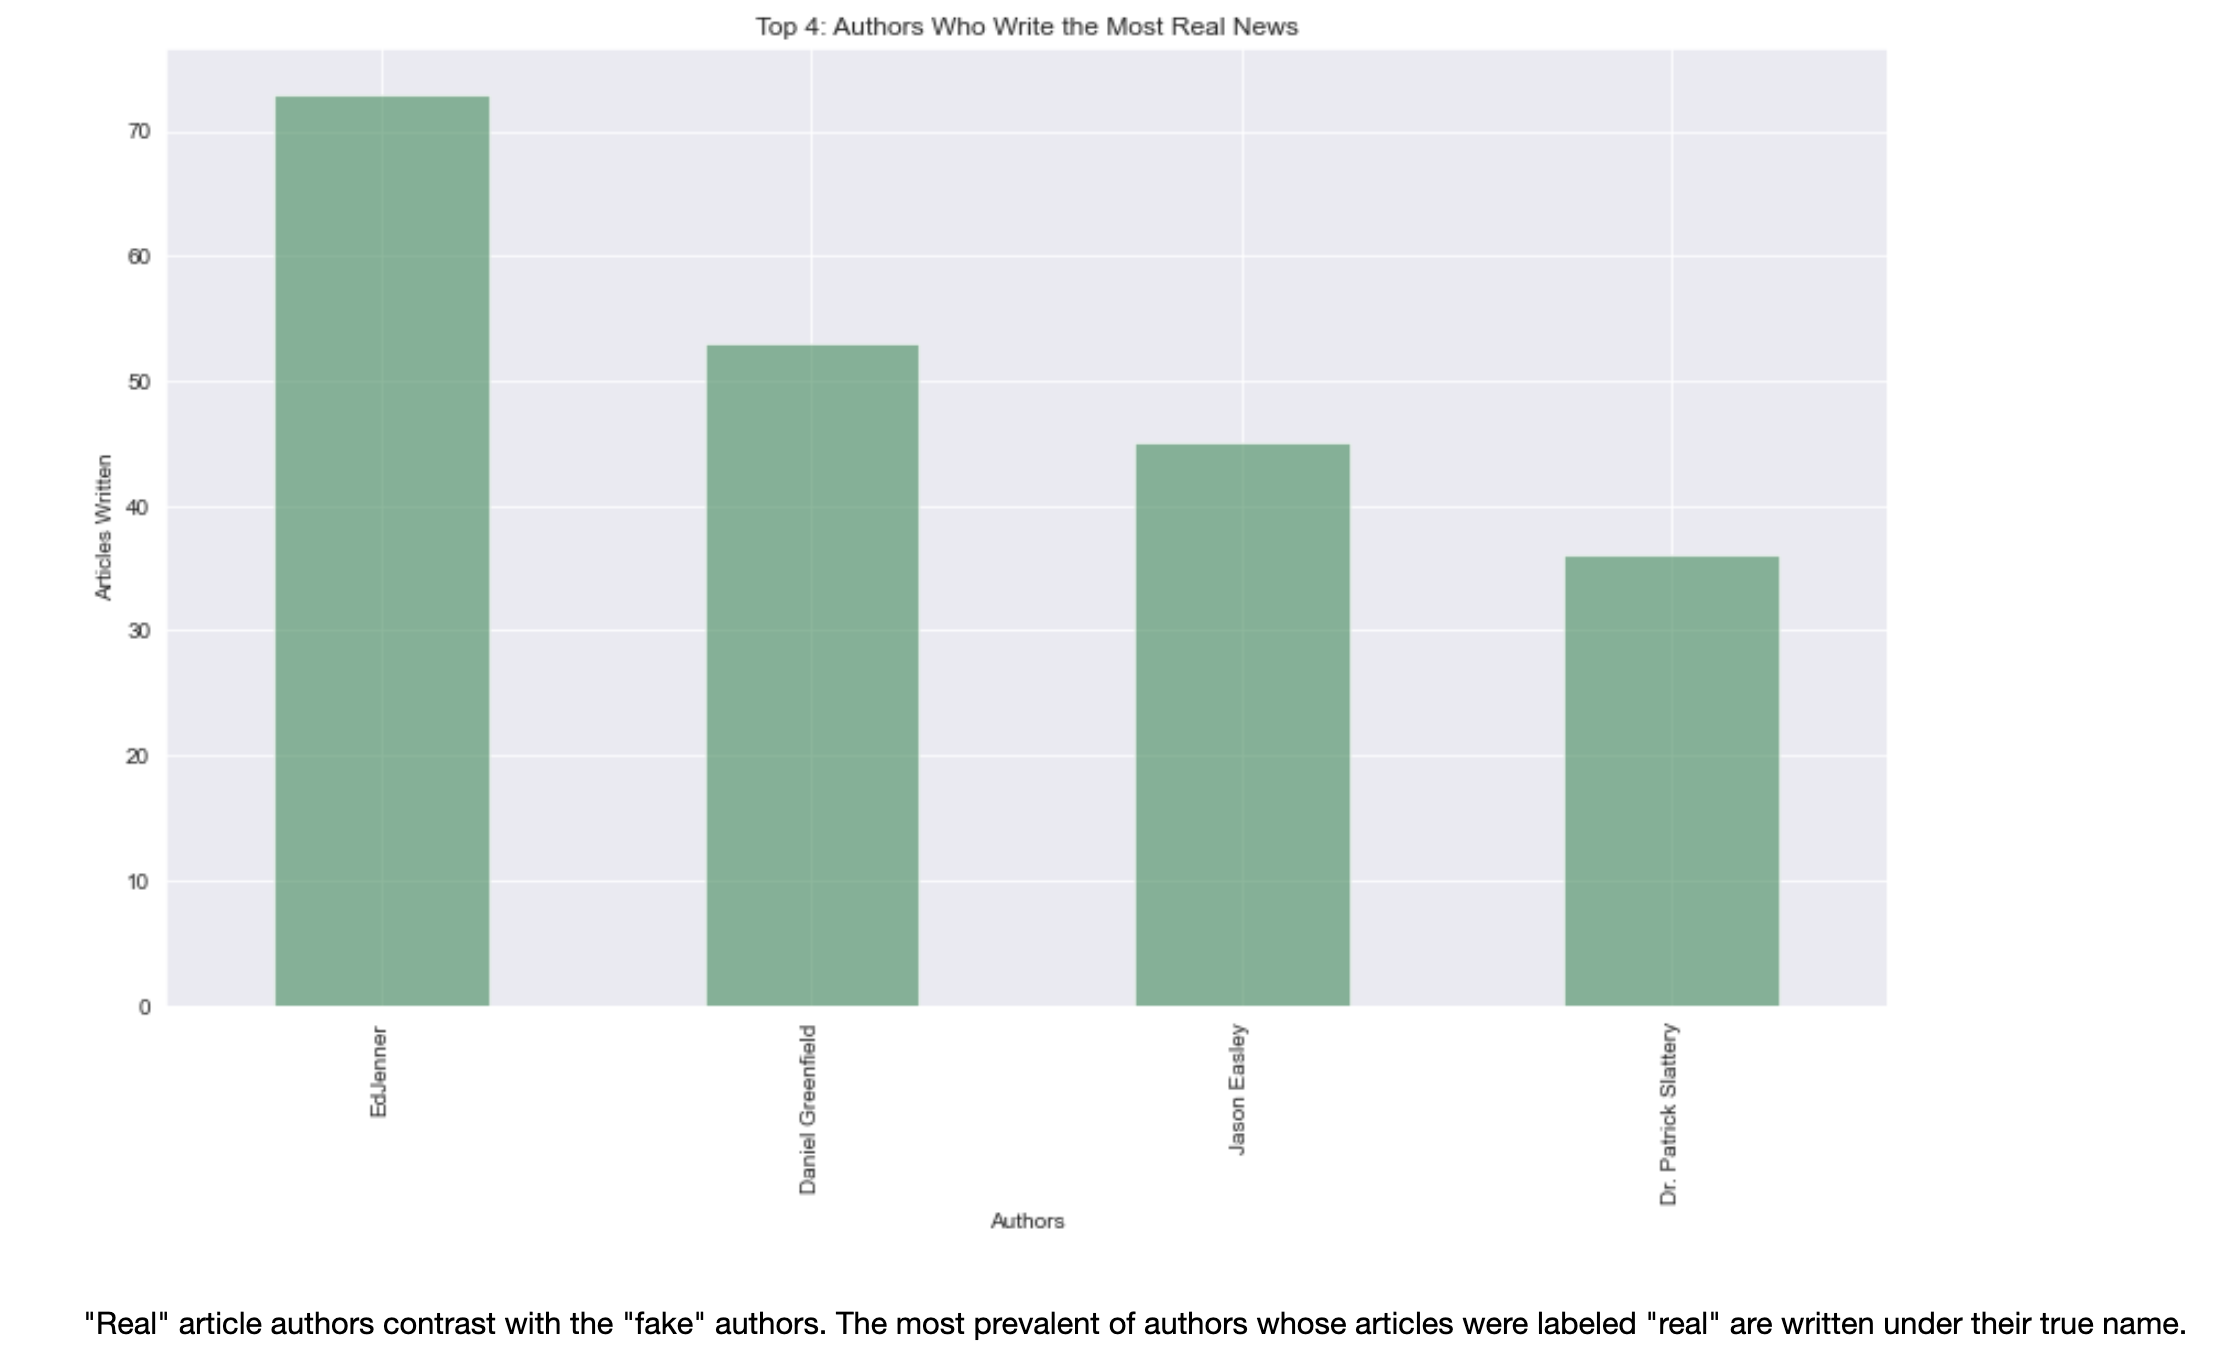 Top 4: Authors Who Write the Most Real News
70
60
50
40
30
20
10
0
Articles Written
EdJenner
Daniel Greenfield
Jason Easley
Dr. Patrick Slattery
Authors
"Real" article authors contrast with the "fake" authors. The most prevalent of authors whose articles were labeled "real" are written under their true name.